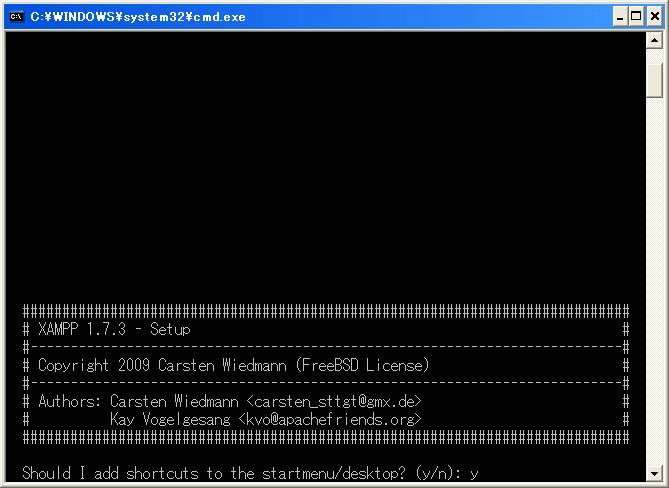 C:¥WINDOWS¥system32¥cmd.exe
############################################################################
# XAMPP 1.7.3 - Setup                                                      #
#--------------------------------------------------------------------------#
# Copyright 2009 Carsten Wiedmann (FreeBSD License)                        #
#--------------------------------------------------------------------------#
# Authors: Carsten Wiedmann <carsten_sttgt@gmx.de>                         #
#          Kay Vogelgesang <kvo@apachefriends.org>                         #
############################################################################
Should I add shortcuts to the startmenu/desktop? (y/n): y